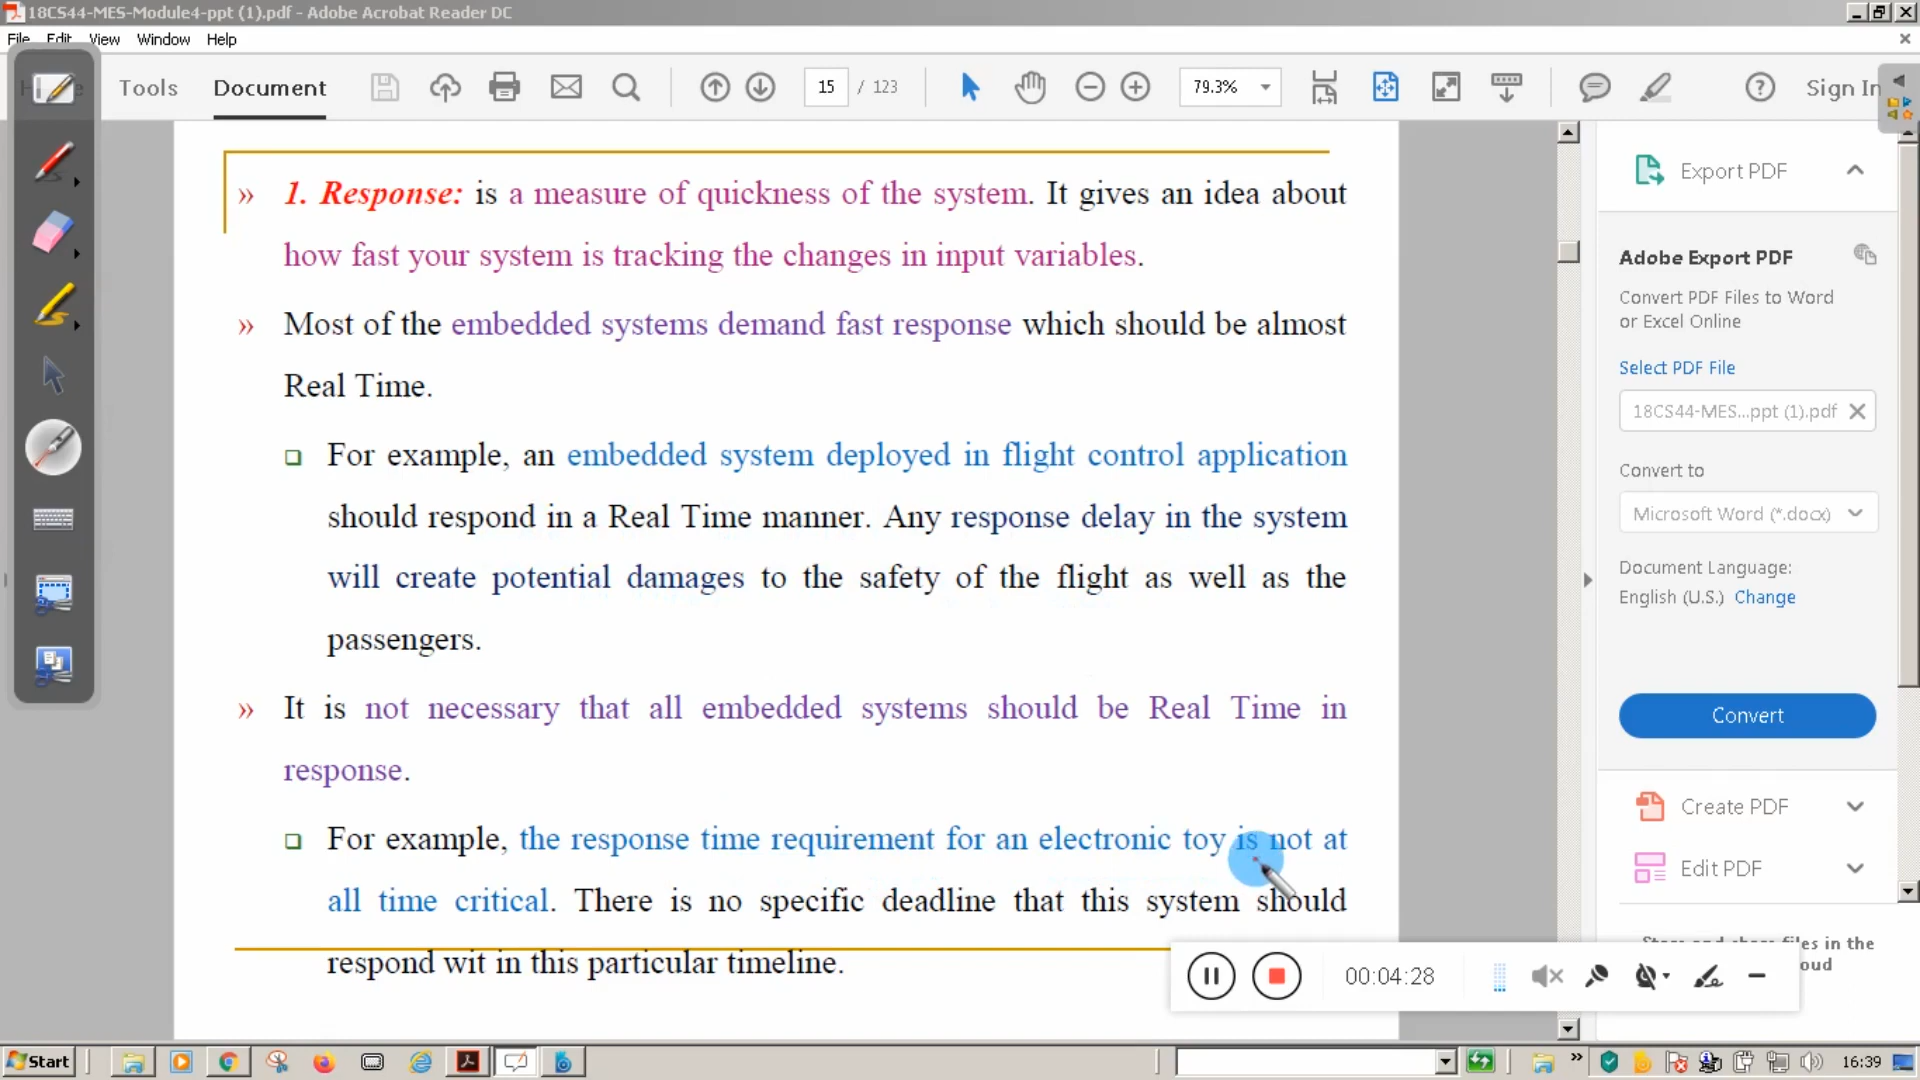 18CS44-MES-Module4-ppt (1).pdf - Adobe Acrobat Reader DC
File Edit View Window Help
Tools Document 15 / 123 79.3% Sign In
» 1. Response: is a measure of quickness of the system. It gives an idea about
how fast your system is tracking the changes in input variables.
» Most of the embedded systems demand fast response which should be almost
Real Time.
For example, an embedded system deployed in flight control application
should respond in a Real Time manner. Any response delay in the system
will create potential damages to the safety of the flight as well as the
passengers.
» It is not necessary that all embedded systems should be Real Time in
response.
For example, the response time requirement for an electronic toy is not at
all time critical. There is no specific deadline that this system should
respond wit in this particular timeline.
Export PDF
Adobe Export PDF
Convert PDF Files to Word
or Excel Online
Select PDF File
18CS44-MES...ppt (1).pdf
Convert to
Microsoft Word (*.docx)
Document Language:
English (U.S.) Change
Convert
Create PDF
Edit PDF
files in the
00:04:28
Start
16:39